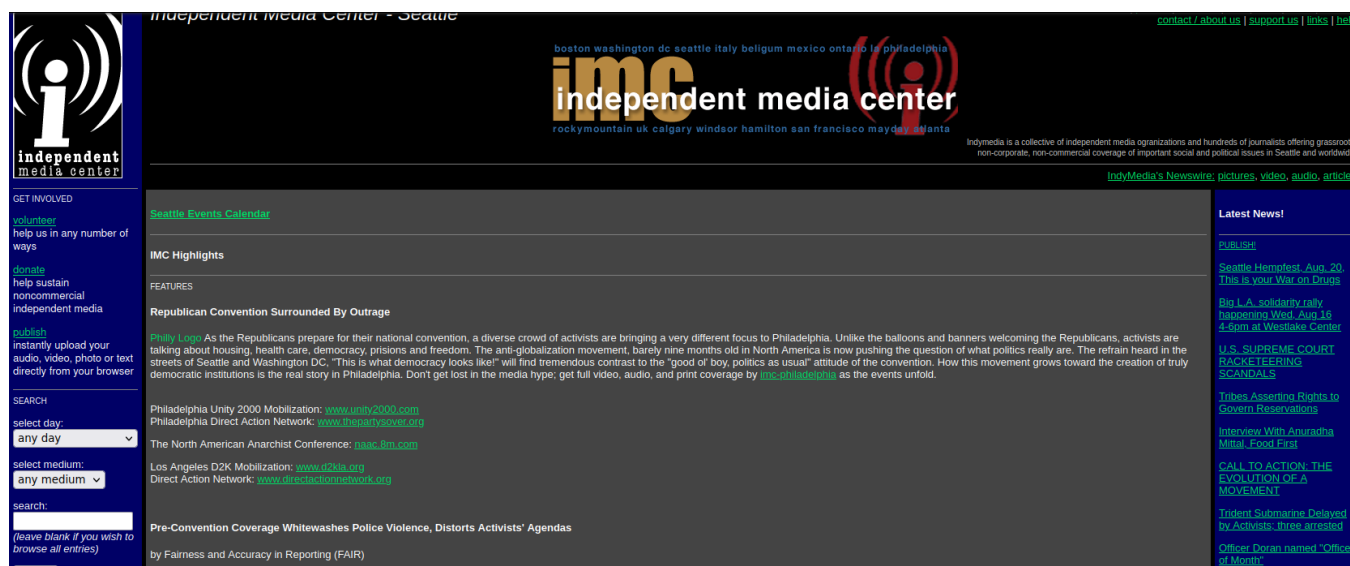 Independent Media Center - Seattle
contact / about us | support us | links |
boston washington dc seattle italy beligum mexico ontario la philadelphia
imc
independent media center
rockymountain uk calgary windsor hamilton san francisco mayday atlanta
Indymedia is a collective of independent media ogranizations and hundreds of journalists offering grassroot
non-corporate, non-commercial coverage of important social and political issues in Seattle and worldwid
IndyMedia's Newswire: pictures, video, audio, article
independent
media center
GET INVOLVED
volunteer
help us in any number of
ways
donate
help sustain
noncommercial
independent media
publish
instantly upload your
audio, video, photo or text
directly from your browser
SEARCH
select day:
any day
select medium:
any medium
search:
(leave blank if you wish to
browse all entries)
Seattle Events Calendar
IMC Highlights
FEATURES
Republican Convention Surrounded By Outrage
Philly Logo As the Republicans prepare for their national convention, a diverse crowd of activists are bringing a very different focus to Philadelphia. Unlike the balloons and banners welcoming the Republicans, activists are
talking about housing, health care, democracy, prisions and freedom. The anti-globalization movement, barely nine months old in North America is now pushing the question of what politics really are. The refrain heard in the
streets of Seattle and Washington DC, "This is what democracy looks like!" will find tremendous contrast to the "good ol' boy, politics as usual" attitude of the convention. How this movement grows toward the creation of truly
democratic institutions is the real story in Philadelphia. Don't get lost in the media hype; get full video, audio, and print coverage by imc-philadelphia as the events unfold.
Philadelphia Unity 2000 Mobilization: www.unity2000.com
Philadelphia Direct Action Network: www.thepartysover.org
The North American Anarchist Conference: naac.8m.com
Los Angeles D2K Mobilization: www.d2kla.org
Direct Action Network: www.directactionnetwork.org
Pre-Convention Coverage Whitewashes Police Violence, Distorts Activists' Agendas
by Fairness and Accuracy in Reporting (FAIR)
Latest News!
PUBLISH!
Seattle Hempfest, Aug. 20,
This is your War on Drugs
Big L.A. solidarity rally
happening Wed, Aug 16
4-6pm at Westlake Center
U.S. SUPREME COURT
RACKETEERING
SCANDALS
Tribes Asserting Rights to
Govern Reservations
Interview With Anuradha
Mittal, Food First
CALL TO ACTION: THE
EVOLUTION OF A
MOVEMENT
Trident Submarine Delayed
by Activists; three arrested
Officer Doran named "Office
of Month"